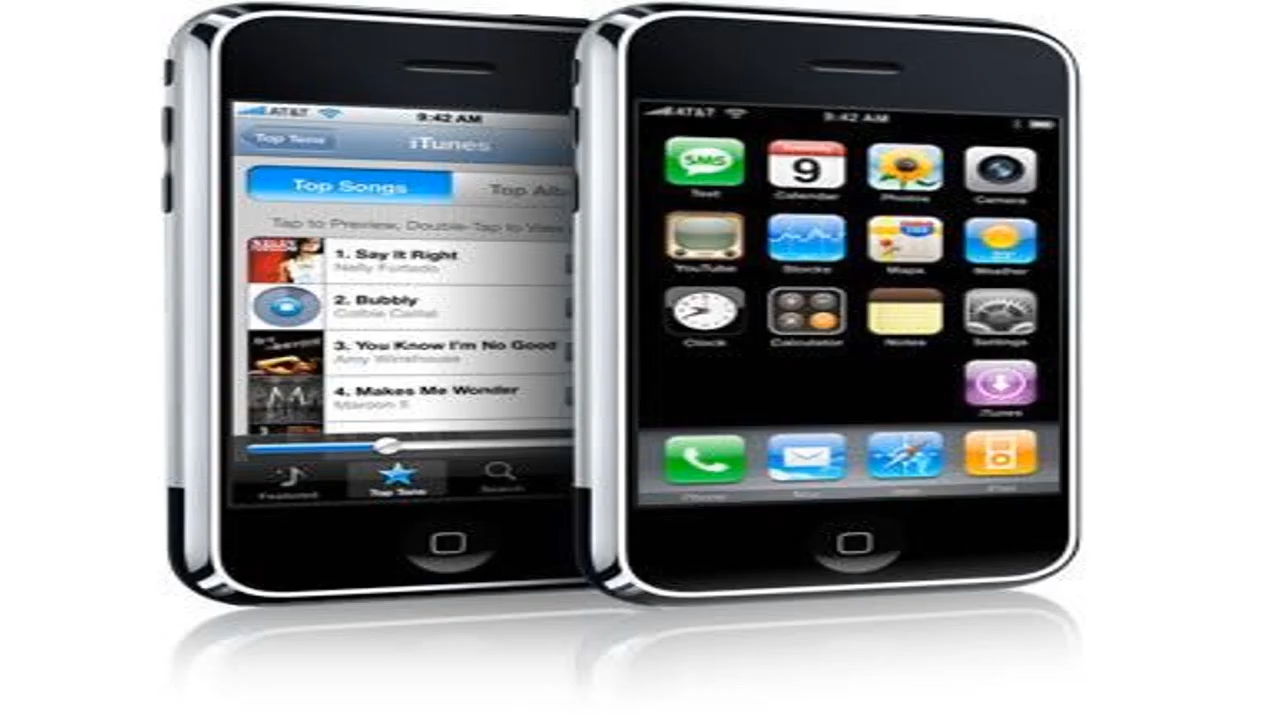 AT&T 9:42 AM
Top Tens iTunes
Top Songs Top Alb
Tap to Preview, Double-Tap to View
1. Say It Right
Nelly Furtado
2. Bubbly
Colbie Caillat
3. You Know I'm No Good
Amy Winehouse
4. Makes Me Wonder
Maroon 5
Featured Top Tens Search
AT&T 9:42 AM
SMS 9
Text Calendar Photos Camera
280
YouTube Stocks Maps Weather
Clock Calculator Notes Settings
iTunes
Phone